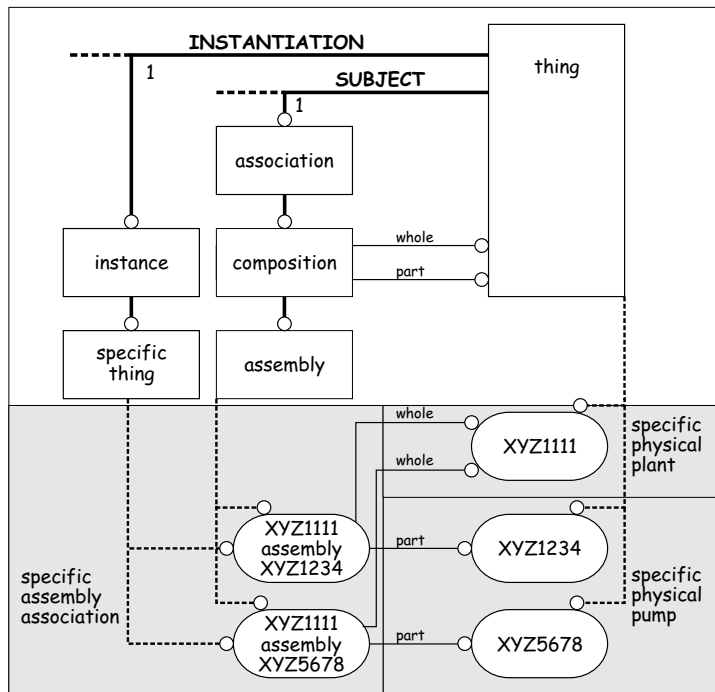 INSTANTIATION
1
SUBJECT
1
thing
association
instance
composition
whole
part
specific
thing
assembly
whole
whole
XYZ1111
specific
physical
plant
XYZ1111
assembly
XYZ1234
part
XYZ1234
specific
assembly
association
XYZ1111
assembly
XYZ5678
part
XYZ5678
specific
physical
pump